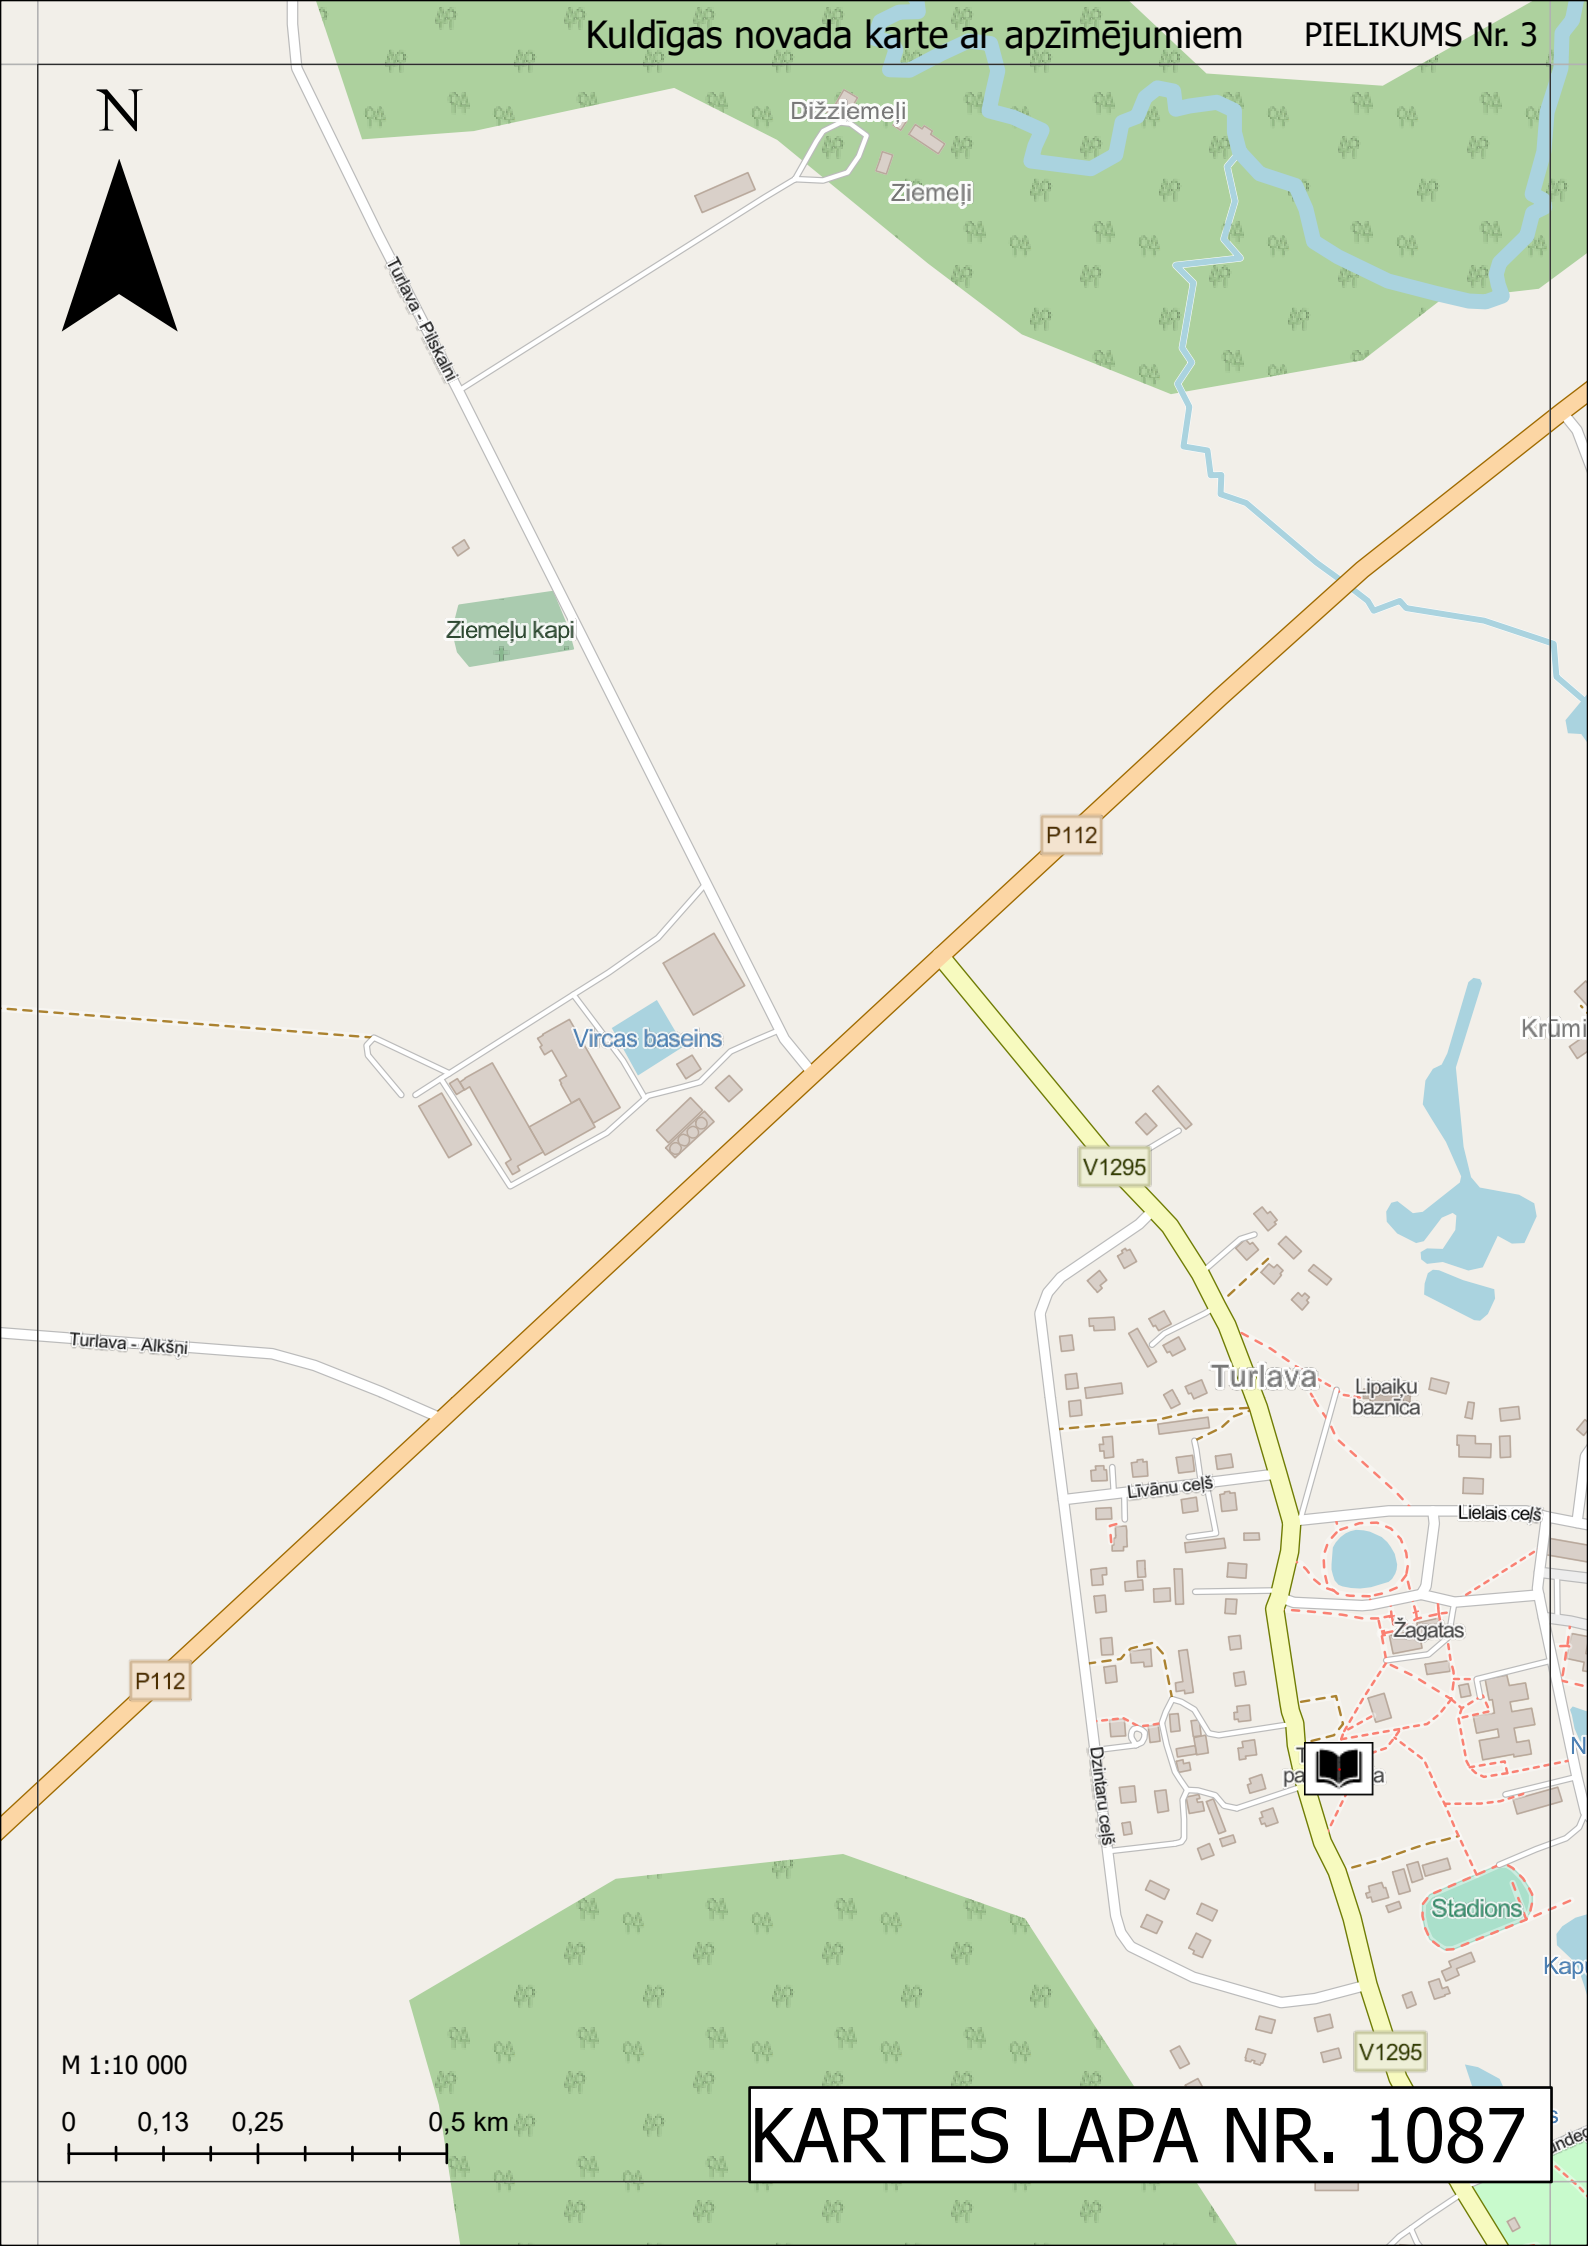 Kuldīgas novada karte ar apzīmējumiem
PIELIKUMS Nr. 3
N
Dižziemeļi
Ziemeļi
Turlava - Pilskalni
Ziemeļu kapi
P112
Vircas baseins
Krūmi
V1295
Turlava - Alkšņi
Turlava
Lipaiķu
baznīca
Līvānu ceļš
Lielais ceļš
Žagatas
P112
Dzintaru ceļš
Stadions
V1295
M 1:10 000
0 0,13 0,25 0,5 km
KARTES LAPA NR. 1087